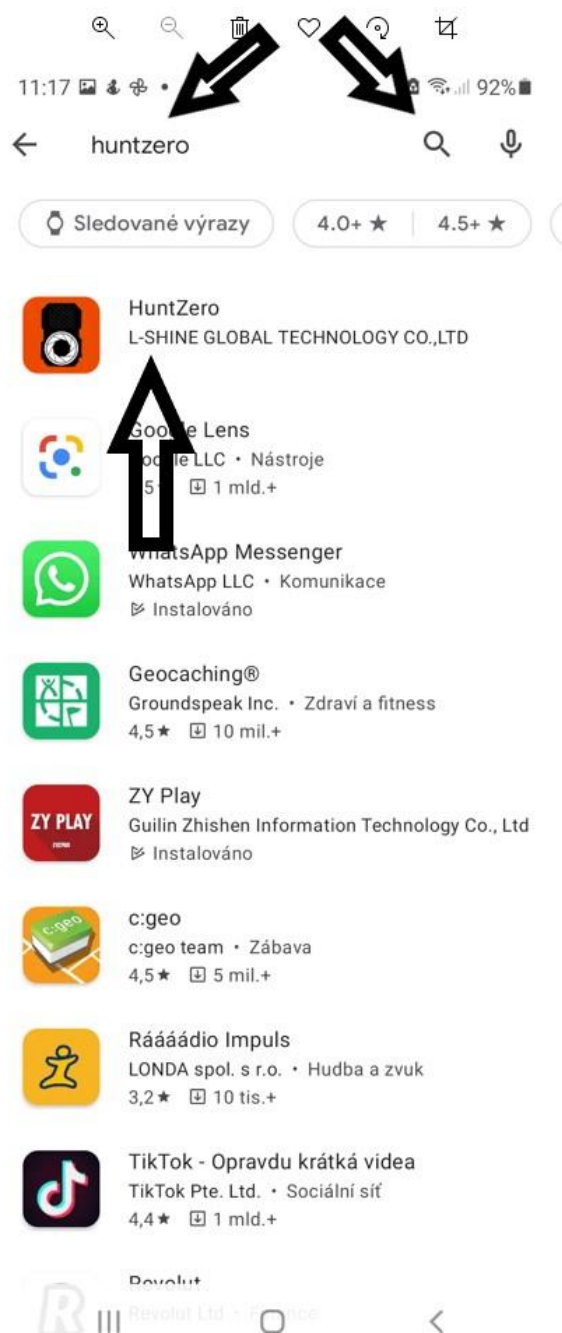 11:17 92%
huntzero
Sledované výrazy 4.0+ ★ 4.5+ ★
HuntZero
L-SHINE GLOBAL TECHNOLOGY CO.,LTD
Google Lens
LLC • Nástroje
1 mld.+
WhatsApp Messenger
WhatsApp LLC • Komunikace
Instalováno
Geocaching®
Groundspeak Inc. • Zdraví a fitness
4,5★ 10 mil.+
ZY PLAY
ZY Play
Guilin Zhishen Information Technology Co., Ltd
Instalováno
c:geo
c:geo
c:geo team • Zábava
4,5★ 5 mil.+
Ráááádio Impuls
LONDA spol. s r.o. • Hudba a zvuk
3,2★ 10 tis.+
TikTok - Opravdu krátká videa
TikTok Pte. Ltd. • Sociální síť
4,4★ 1 mld.+
Revolut
Revolut Ltd